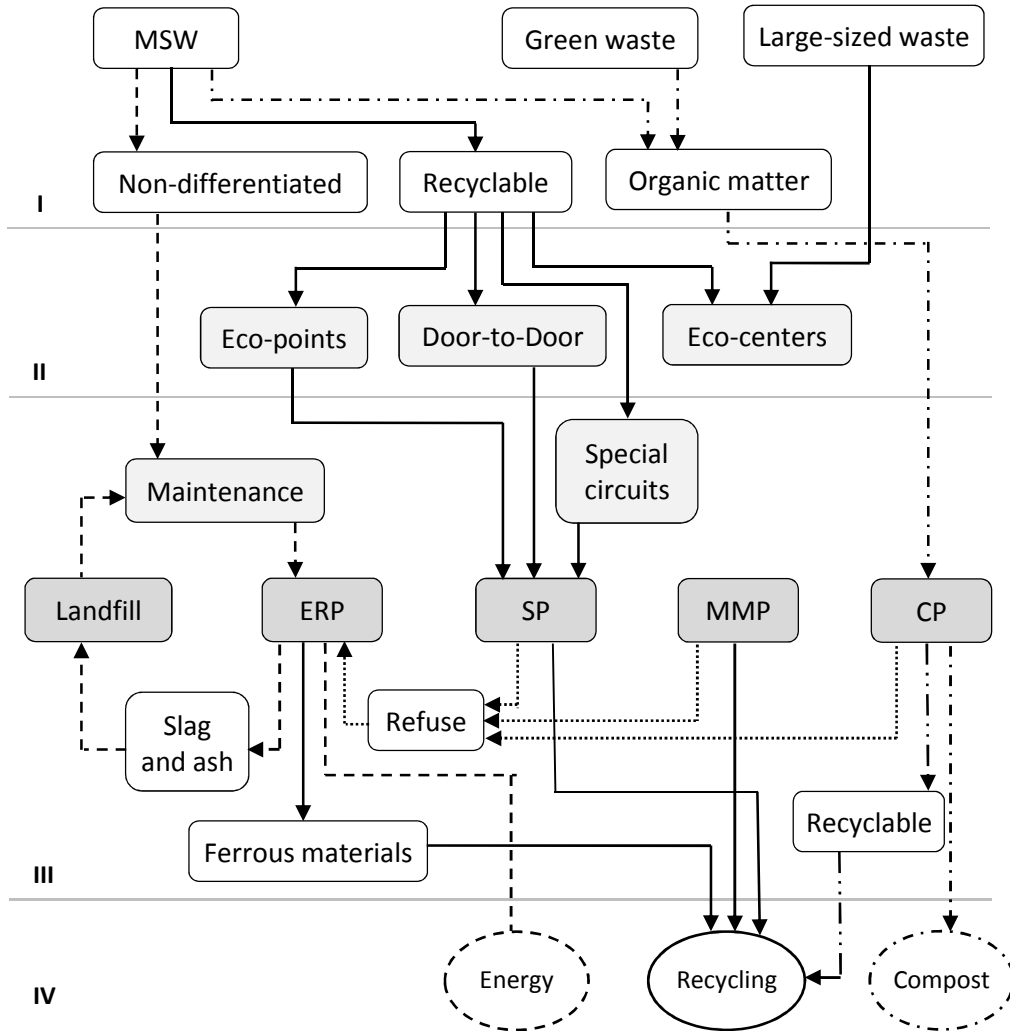 MSW
Green waste
Large-sized waste
Non-differentiated
Recyclable
Organic matter
I
Eco-points
Door-to-Door
Eco-centers
II
Special
circuits
Maintenance
Landfill
ERP
SP
MMP
CP
Slag
and ash
Refuse
Recyclable
Ferrous materials
III
Energy
Recycling
Compost
IV